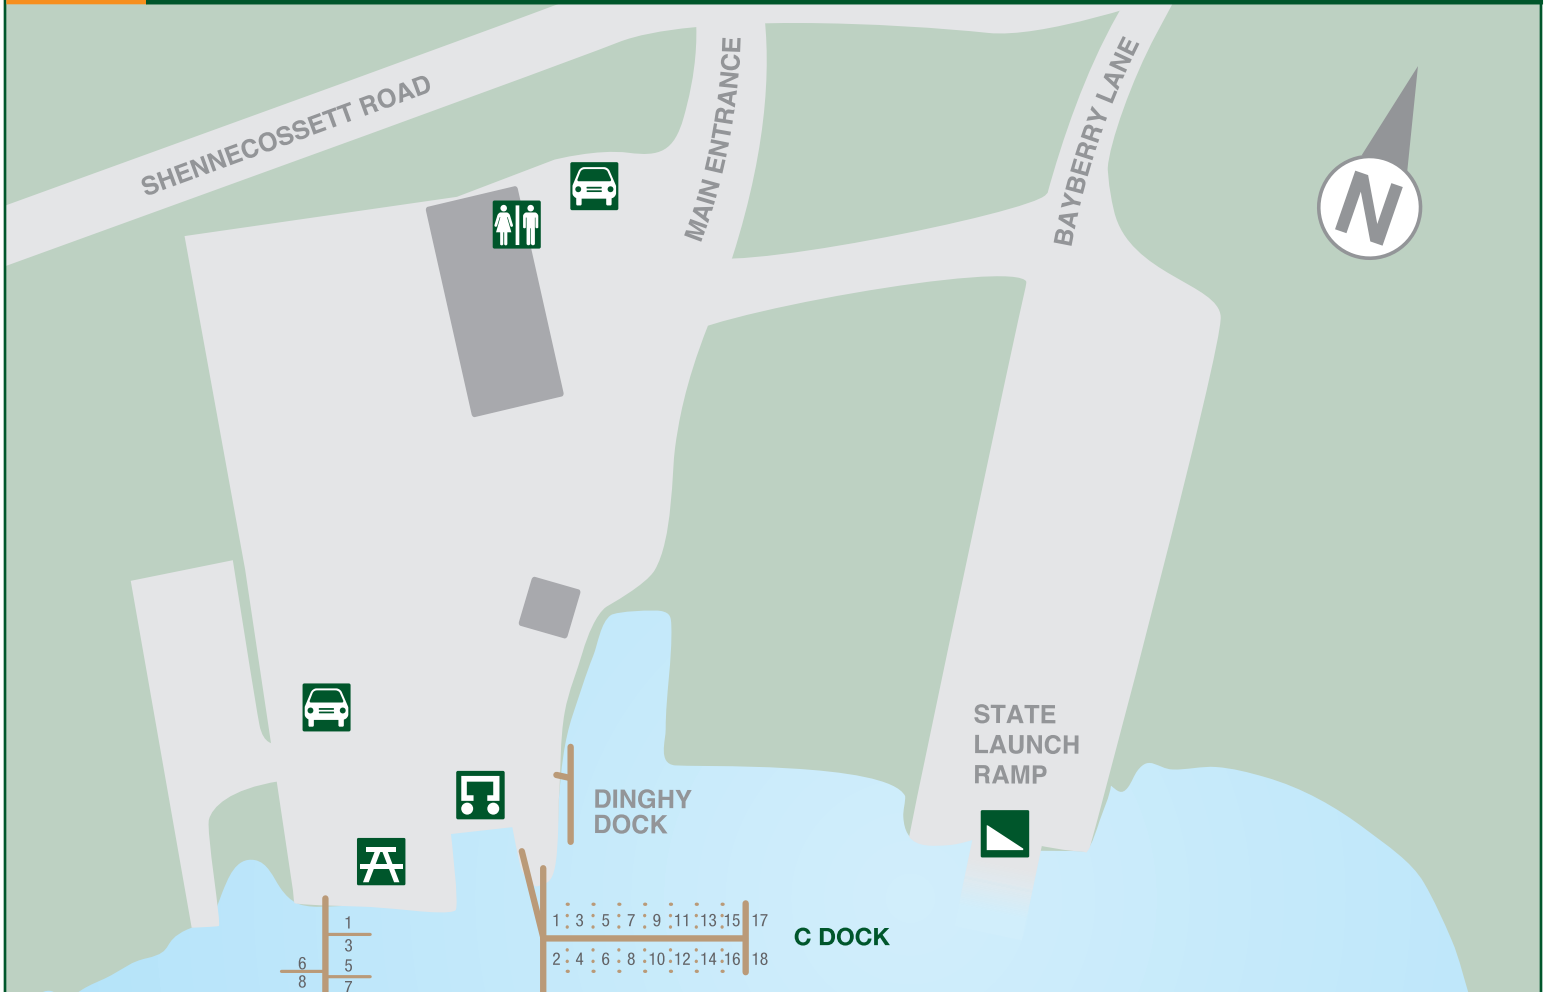 SHENNECOSSETT ROAD
MAIN ENTRANCE
BAYBERRY LANE
N
STATE
LAUNCH
RAMP
DINGHY
DOCK
C DOCK
1 3 5 7 9 11 13 15 17
2 4 6 8 10 12 14 16 18
1
3
5
7
6
8